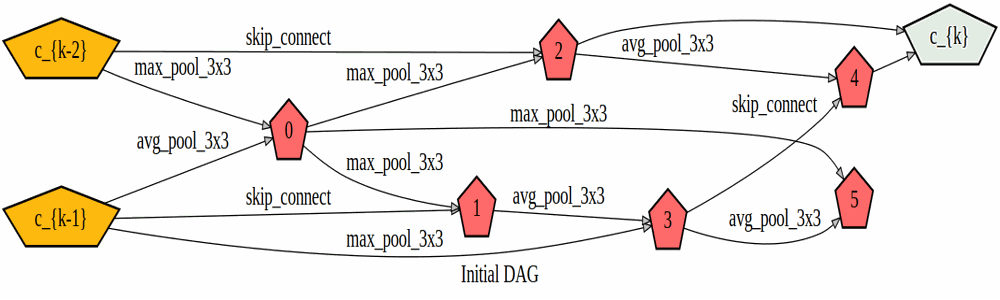 c_{k-2}
skip_connect
2
avg_pool_3x3
c_{k}
max_pool_3x3
max_pool_3x3
4
skip_connect
0
max_pool_3x3
avg_pool_3x3
max_pool_3x3
5
c_{k-1}
skip_connect
1
avg_pool_3x3
3
avg_pool_3x3
max_pool_3x3
Initial DAG